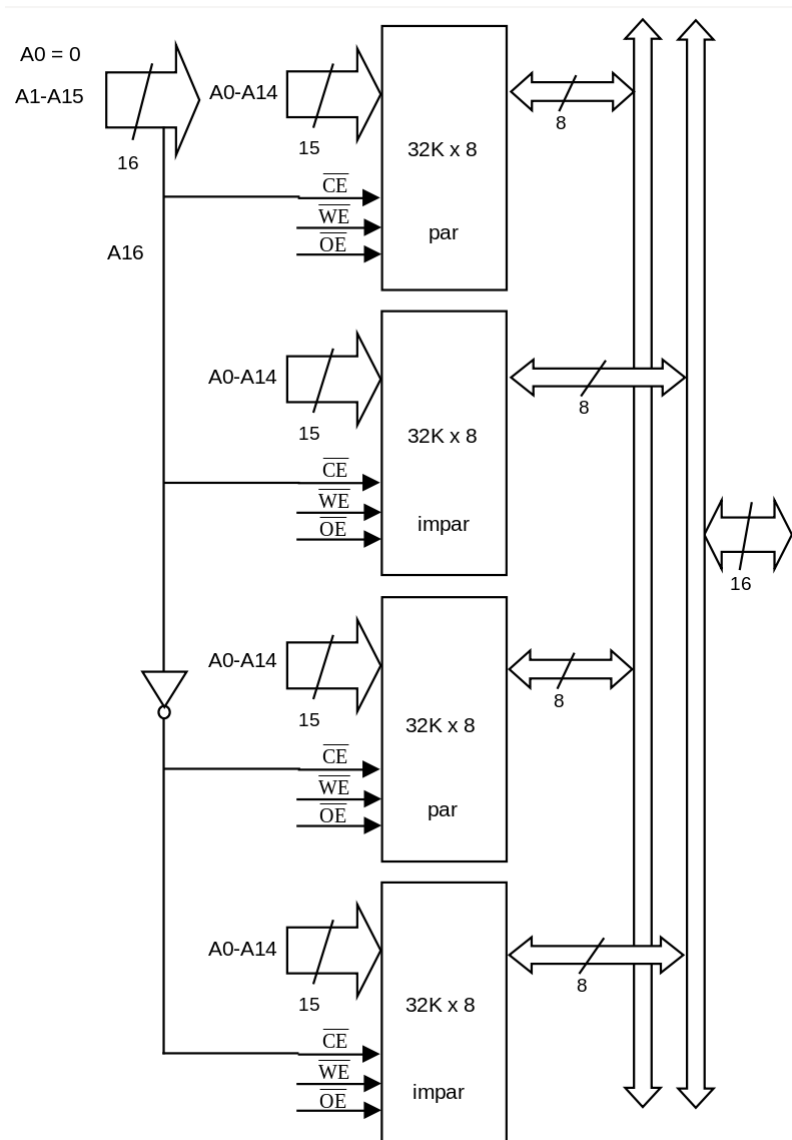 A0 = 0
A1-A15
16
A0-A14
15
32K x 8
8
CE
WE
OE
par
A16
A0-A14
15
32K x 8
8
CE
WE
OE
impar
16
A0-A14
15
32K x 8
8
CE
WE
OE
par
A0-A14
15
32K x 8
8
CE
WE
OE
impar